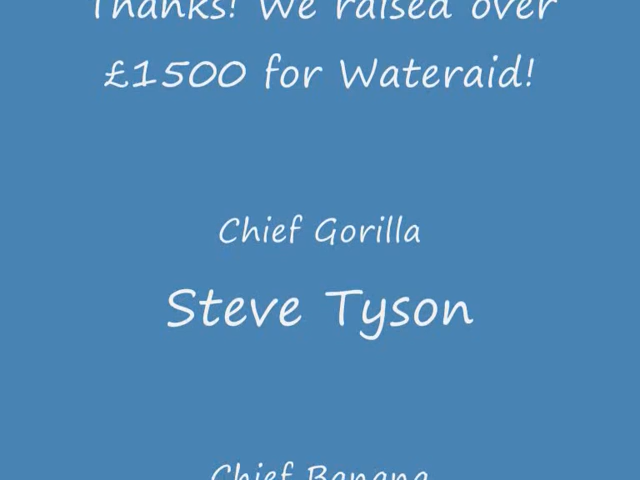 Thanks! We raised over
£1500 for Wateraid!
Chief Gorilla
Steve Tyson
Chief Banana